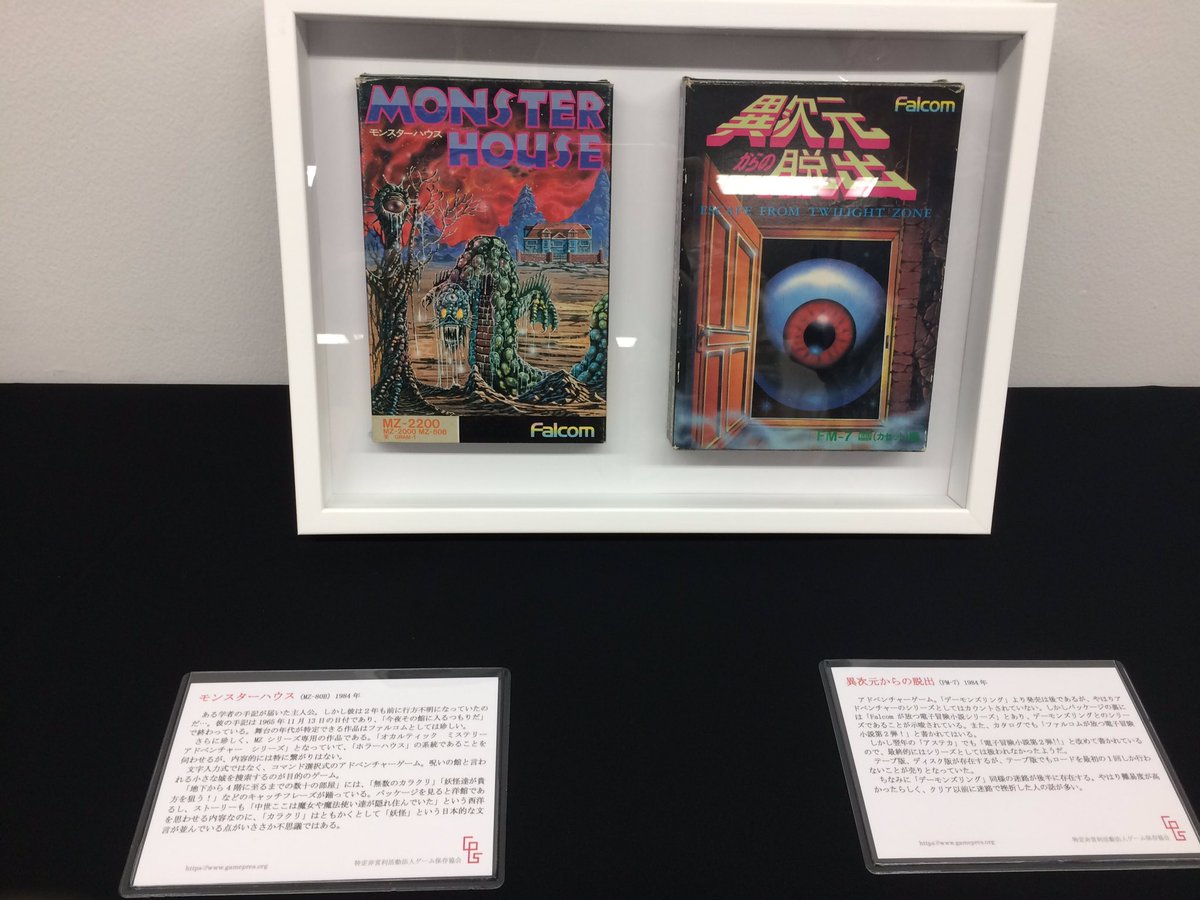 MONSTER
モンスターハウス
HOUSE
MZ-2200
MZ-2000 MZ-80B
要 GRAM-1
Falcom
Falcom
異次元
からの脱出
ESCAPE FROM TWILIGHT ZONE
FM-7
(カセット)
モンスターハウス (MZ-80B) 1984年
ある学者の手記が届いた主人公。しかし彼は2年も前に行方不明になっていたの
だ…。彼の手記は1965年11月13日の日付であり、「今夜その館に入るつもりだ」
で終わっている。舞台の年代が特定できる作品はファルコムとしては珍しい。
さらに珍しく、MZシリーズ専用の作品である。「オカルティック ミステリー
アドベンチャー シリーズ」となっていて、「ホラーハウス」の系統であることを
伺わせるが、内容的には特に繋がりはない。
文字入力式ではなく、コマンド選択式のアドベンチャーゲーム。呪いの館と言わ
れる小さな城を捜索するのが目的のゲーム。
「地下から4階に至るまでの数十の部屋」には、「無数のカラクリ」「妖怪達が貴
方を狙う!」などのキャッチフレーズが踊っている。パッケージを見ると洋館であ
るし、ストーリーも「中世ここは魔女や魔法使い達が隠れ住んでいた」という西洋
を思わせる内容なのに、「カラクリ」はともかくとして「妖怪」という日本的な文
言が並んでいる点がいささか不思議ではある。
https://www.gamepres.org
特定非営利活動法人ゲーム保存協会
異次元からの脱出 (FM-7) 1984年
アドベンチャーゲーム。「デーモンズリング」より発売は後であるが、やはりア
ドベンチャーのシリーズとしてはカウントされていない。しかしパッケージの裏に
は「Falcomが放つ電子冒険小説シリーズ」とあり、デーモンズリングとのシリー
ズであることが示唆されている。また、カタログでも「ファルコムが放つ電子冒険
小説第2弾!」と書かれてはいる。
しかし翌年の「アステカ」でも「電子冒険小説第2弾!!」と改めて書かれている
ので、最終的にはシリーズとしては扱われなかったようだ。
テープ版、ディスク版が存在するが、テープ版でもロードを最初の1回しか行わ
ないことが売りとなっていた。
ちなみに「デーモンズリング」同様の迷路が後半に存在する。やはり難易度が高
かったらしく、クリア以前に迷路で挫折した人の話が多い。
https://www.gamepres.org
特定非営利活動法人ゲーム保存協会